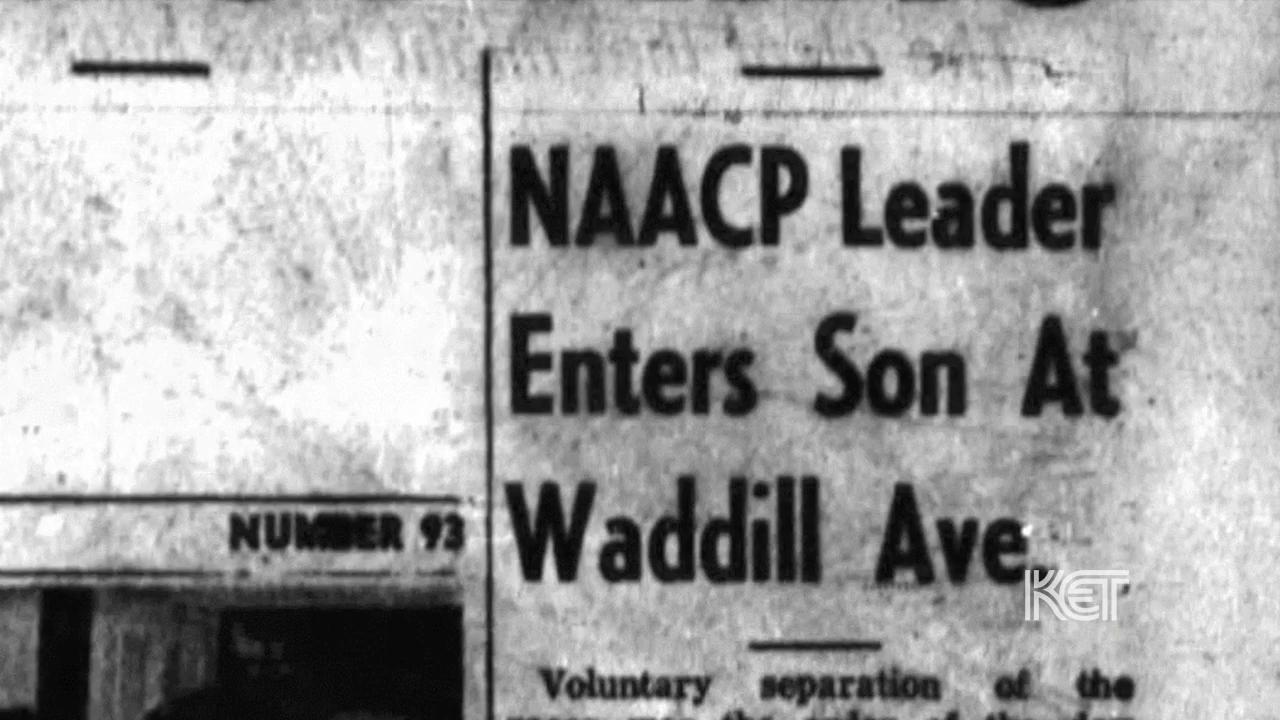 NAACP Leader
Enters Son At
Waddill Ave.
NUMBER 93
KET
Voluntary separation of the